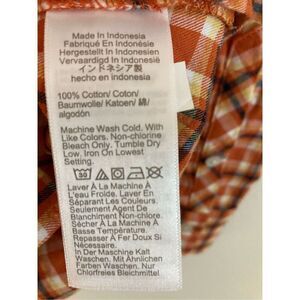 Made In Indonesia
Fabriqué En Indonésie
Hergestellt In Indonesien
Vervaardigd In Indonesië
インドネシア製
hecho en indonesia
100% Cotton/ Coton/
Baumwolle/ Katoen/ 綿/
algodón
Machine Wash Cold. With
Like Colors. Non-chlorine
Bleach Only. Tumble Dry
Low. Iron On Lowest
Setting.
30
Laver À La Machine À
L'eau Froide. Laver En
Séparant Les Couleurs.
Seulement Agent De
Blanchiment Non-chlore.
Sécher À La Machine À
Basse Température.
Repasser À Fer Doux Si
Nécessaire.
In Der Maschine Kalt
Waschen. Mit Ähnlichen
Farben Waschen. Nur
Chlorfreies Bleichmittel